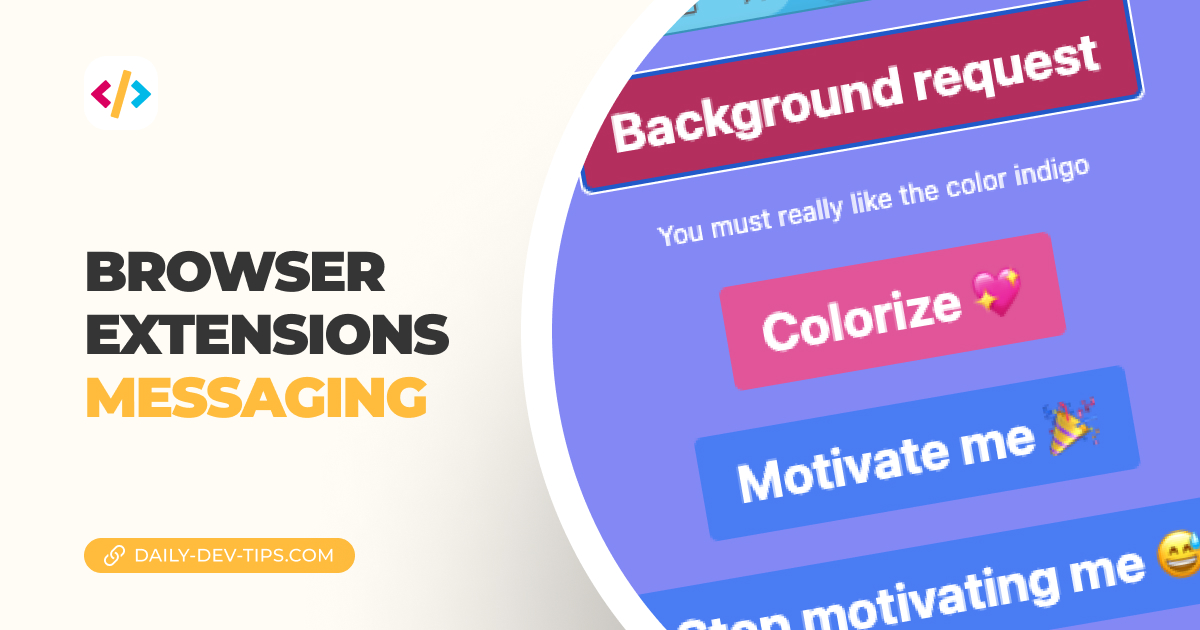 BROWSER
EXTENSIONS
MESSAGING
DAILY-DEV-TIPS.COM
Background request
You must really like the color indigo
Colorize 💖
Motivate me 🎉
Stop motivating me 😅